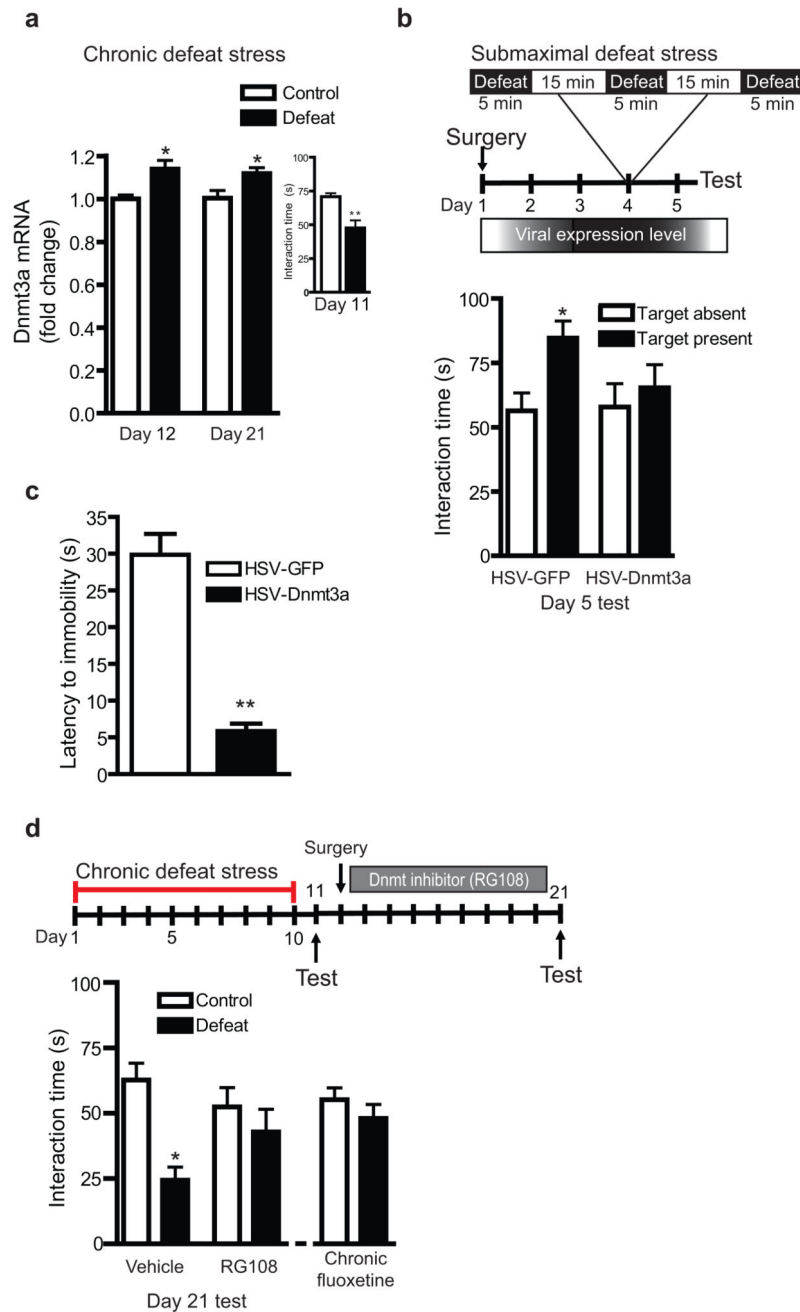 a
Chronic defeat stress
Control
Defeat
Dnmt3a mRNA
(fold change)
1.2
1.0
0.8
0.6
0.4
0.2
0.0
*
*
Day 12
Day 21
Interaction time (s)
100
75
50
25
0
**
Day 11
b
Submaximal defeat stress
Defeat 15 min Defeat 15 min Defeat
5 min 5 min 5 min
Surgery
Test
Day 1 2 3 4 5
Viral expression level
Interaction time (s)
100
75
50
25
0
*
Target absent
Target present
HSV-GFP HSV-Dnmt3a
Day 5 test
c
Latency to immobility (s)
35
30
25
20
15
10
5
0
HSV-GFP
HSV-Dnmt3a
**
d
Chronic defeat stress
Surgery
11
Dnmt inhibitor (RG108)
21
Day 1 5 10
Test
Test
Interaction time (s)
100
75
50
25
0
Control
Defeat
*
Vehicle
RG108
Chronic
fluoxetine
Day 21 test